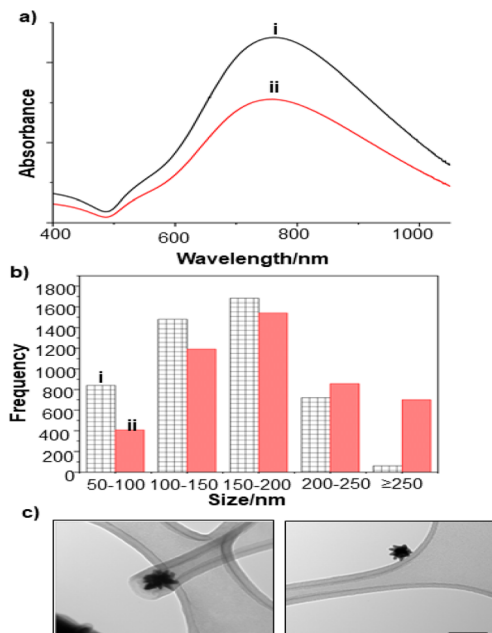 a)
i
ii
Absorbance
400 600 800 1000
Wavelength/nm
b)
1800
1600
1400
1200
1000
800
600
400
200
0
Frequency
i
ii
50-100 100-150 150-200 200-250 ≥250
Size/nm
c)